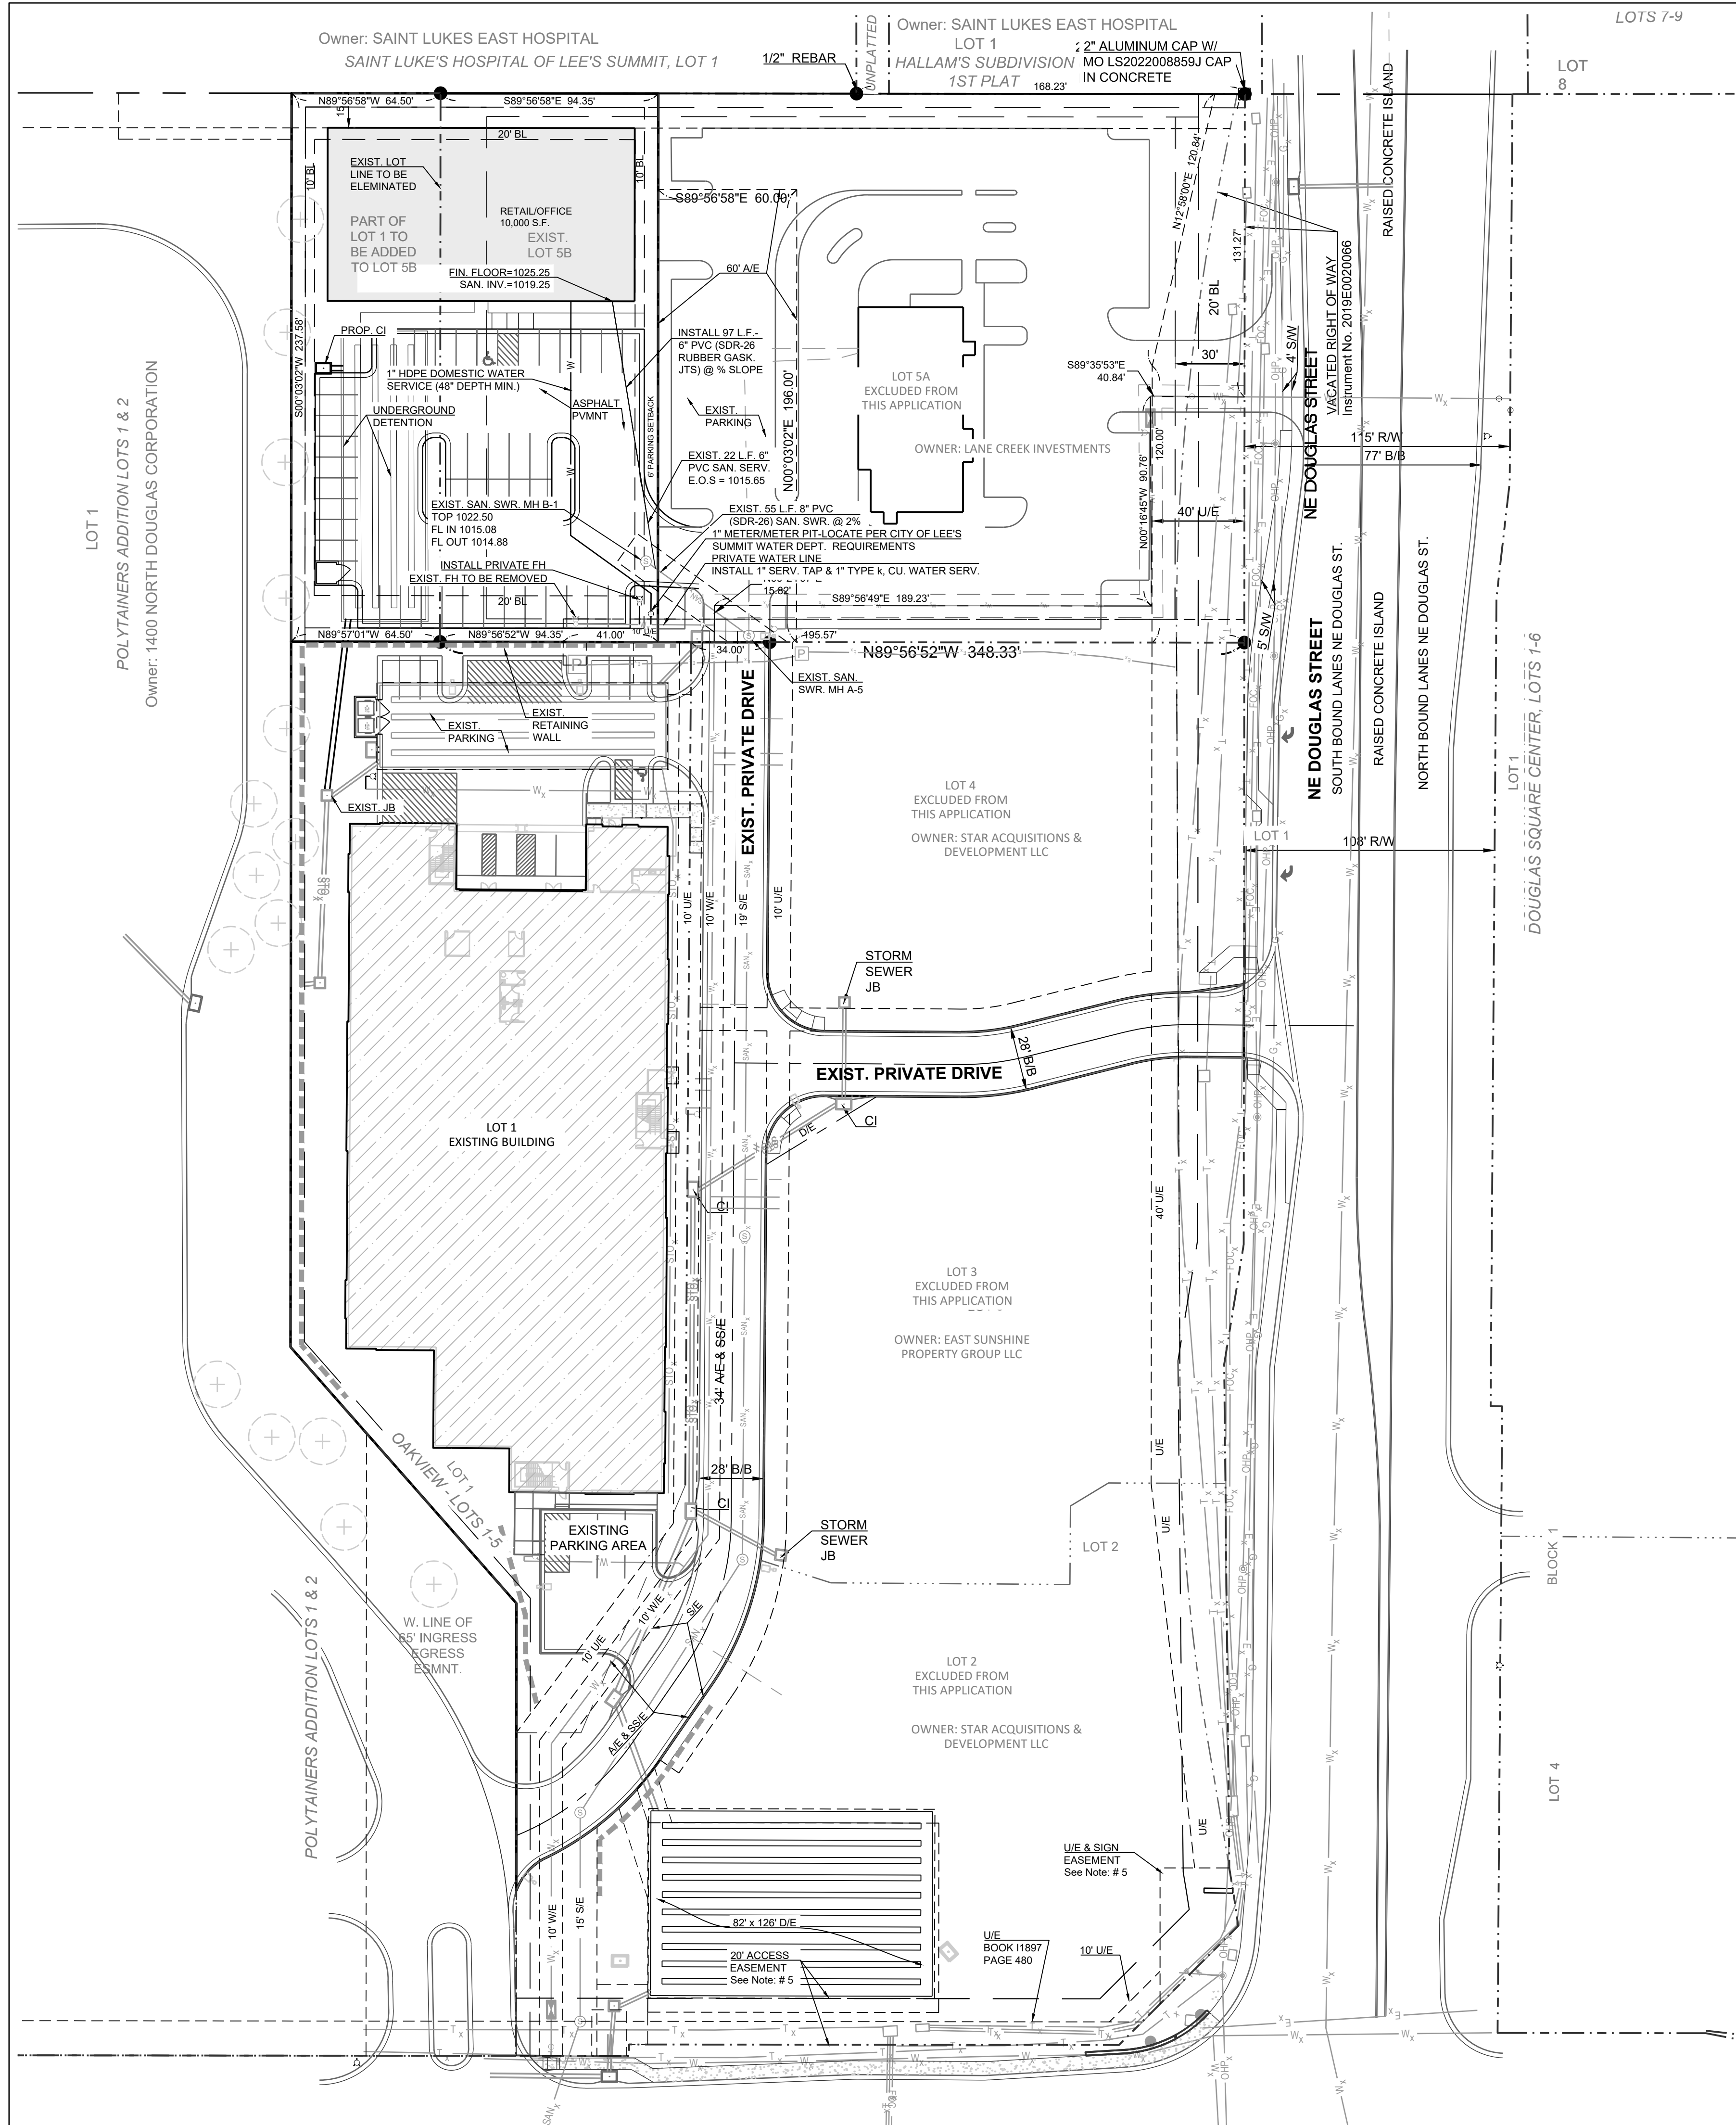 LOTS 7-9
Owner: SAINT LUKES EAST HOSPITAL
SAINT LUKE'S HOSPITAL OF LEE'S SUMMIT, LOT 1
UNPLATTED
Owner: SAINT LUKES EAST HOSPITAL
LOT 1
HALLAM'S SUBDIVISION
1ST PLAT
1/2" REBAR
2" ALUMINUM CAP W/
MO LS2022008859J CAP
IN CONCRETE
168.23'
LOT
8
N89°56'58"W 64.50'
S89°56'58"E 94.35'
15
20' BL
10' BL
10' BL
EXIST. LOT
LINE TO BE
ELEMINATED
PART OF
LOT 1 TO
BE ADDED
TO LOT 5B
RETAIL/OFFICE
10,000 S.F.
EXIST.
LOT 5B
FIN. FLOOR=1025.25
SAN. INV.=1019.25
S89°56'58"E 60.00'
60' A/E
N12°58'00"E 120.84'
131.27'
20' BL
30'
RAISED CONCRETE ISLAND
VACATED RIGHT OF WAY
Instrument No. 2019E0020066
4' S/W
NE DOUGLAS STREET
S00°03'02"W 237.58'
PROP. CI
1" HDPE DOMESTIC WATER
SERVICE (48" DEPTH MIN.)
UNDERGROUND
DETENTION
ASPHALT
PVMNT
INSTALL 97 L.F.-
6" PVC (SDR-26
RUBBER GASK.
JTS) @ % SLOPE
EXIST.
PARKING
6' PARKING SETBACK
N00°03'02"E 196.00'
LOT 5A
EXCLUDED FROM
THIS APPLICATION
OWNER: LANE CREEK INVESTMENTS
S89°35'53"E
40.84'
115' R/W
77' B/B
120.00'
N00°16'45"W 90.76'
40' U/E
EXIST. 22 L.F. 6"
PVC SAN. SERV.
E.O.S = 1015.65
EXIST. SAN. SWR. MH B-1
TOP 1022.50
FL IN 1015.08
FL OUT 1014.88
EXIST. 55 L.F. 8" PVC
(SDR-26) SAN. SWR. @ 2%
1" METER/METER PIT-LOCATE PER CITY OF LEE'S
SUMMIT WATER DEPT. REQUIREMENTS
PRIVATE WATER LINE
INSTALL 1" SERV. TAP & 1" TYPE k, CU. WATER SERV.
INSTALL PRIVATE FH
EXIST. FH TO BE REMOVED
20' BL
15.82'
S89°56'49"E 189.23'
N89°57'01"W 64.50'
N89°56'52"W 94.35'
41.00'
10' U/E
34.00'
195.57'
N89°56'52"W 348.33'
5' S/W
LOT 1
POLYTAINERS ADDITION LOTS 1 & 2
Owner: 1400 NORTH DOUGLAS CORPORATION
EXIST. SAN.
SWR. MH A-5
EXIST.
PARKING
EXIST.
RETAINING
WALL
EXIST. JB
EXIST. PRIVATE DRIVE
LOT 4
EXCLUDED FROM
THIS APPLICATION
OWNER: STAR ACQUISITIONS &
DEVELOPMENT LLC
NE DOUGLAS STREET
SOUTH BOUND LANES NE DOUGLAS ST.
RAISED CONCRETE ISLAND
NORTH BOUND LANES NE DOUGLAS ST.
LOT 1
108' R/W
LOT 1
DOUGLAS SQUARE CENTER, LOTS 1-6
10' U/E
10' W/E
19' S/E
10' U/E
STORM
SEWER
JB
28' B/B
EXIST. PRIVATE DRIVE
CI
D/E
CI
LOT 1
EXISTING BUILDING
40' U/E
LOT 3
EXCLUDED FROM
THIS APPLICATION
OWNER: EAST SUNSHINE
PROPERTY GROUP LLC
34' A/E & SS/E
28' B/B
CI
LOT 1
OAKVIEW - LOTS 1-5
U/E
U/E
EXISTING
PARKING AREA
STORM
SEWER
JB
LOT 2
BLOCK 1
W. LINE OF
65' INGRESS
EGRESS
ESMNT.
POLYTAINERS ADDITION LOTS 1 & 2
10' U/E
10' W/E
S/E
A/E & SS/E
LOT 2
EXCLUDED FROM
THIS APPLICATION
OWNER: STAR ACQUISITIONS &
DEVELOPMENT LLC
LOT 4
U/E
U/E & SIGN
EASEMENT
See Note: # 5
10' W/E
15' S/E
82' x 126' D/E
20' ACCESS
EASEMENT
See Note: # 5
U/E
BOOK I1897
PAGE 480
10' U/E